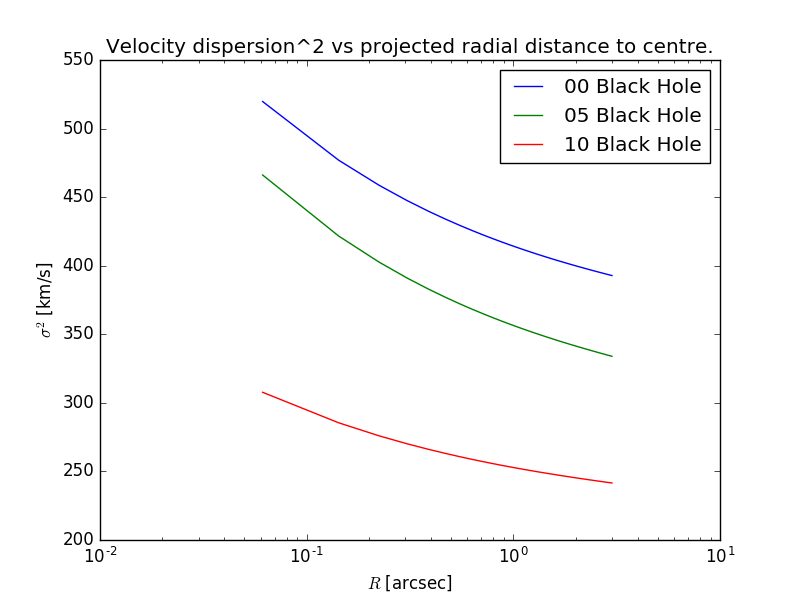 Velocity dispersion^2 vs projected radial distance to centre.
550
500
450
400
350
300
250
200
σ² [km/s]
00 Black Hole
05 Black Hole
10 Black Hole
10⁻² 10⁻¹ 10⁰ 10¹
R [arcsec]